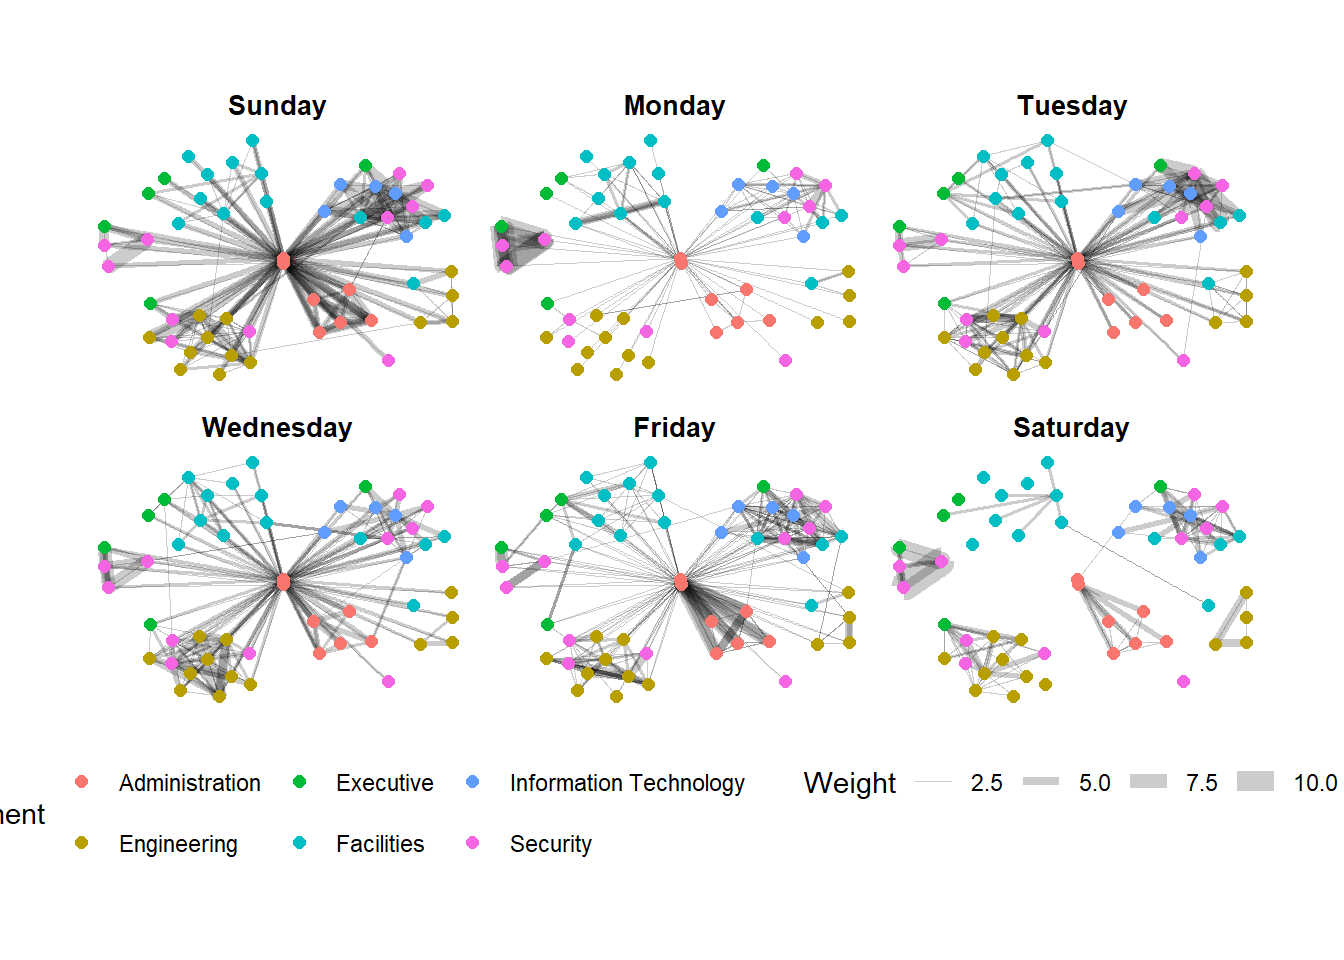 Sunday Monday Tuesday
Wednesday Friday Saturday
Administration Executive Information Technology Weight 2.5 5.0 7.5 10.0
Engineering Facilities Security